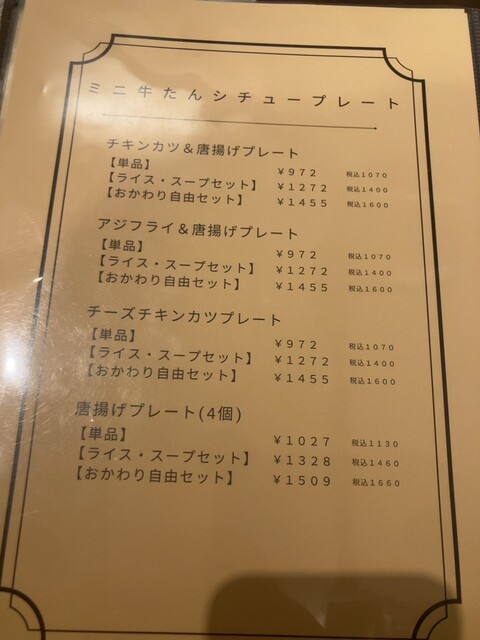 ミニ牛たんシチュープレート
チキンカツ＆唐揚げプレート
【単品】 ￥９７２ 税込１０７０
【ライス・スープセット】 ￥１２７２ 税込１４００
【おかわり自由セット】 ￥１４５５ 税込１６００
アジフライ＆唐揚げプレート
【単品】 ￥９７２ 税込１０７０
【ライス・スープセット】 ￥１２７２ 税込１４００
【おかわり自由セット】 ￥１４５５ 税込１６００
チーズチキンカツプレート
【単品】 ￥９７２ 税込１０７０
【ライス・スープセット】 ￥１２７２ 税込１４００
【おかわり自由セット】 ￥１４５５ 税込１６００
唐揚げプレート(4個)
【単品】 ￥１０２７ 税込１１３０
【ライス・スープセット】 ￥１３２８ 税込１４６０
【おかわり自由セット】 ￥１５０９ 税込１６６０